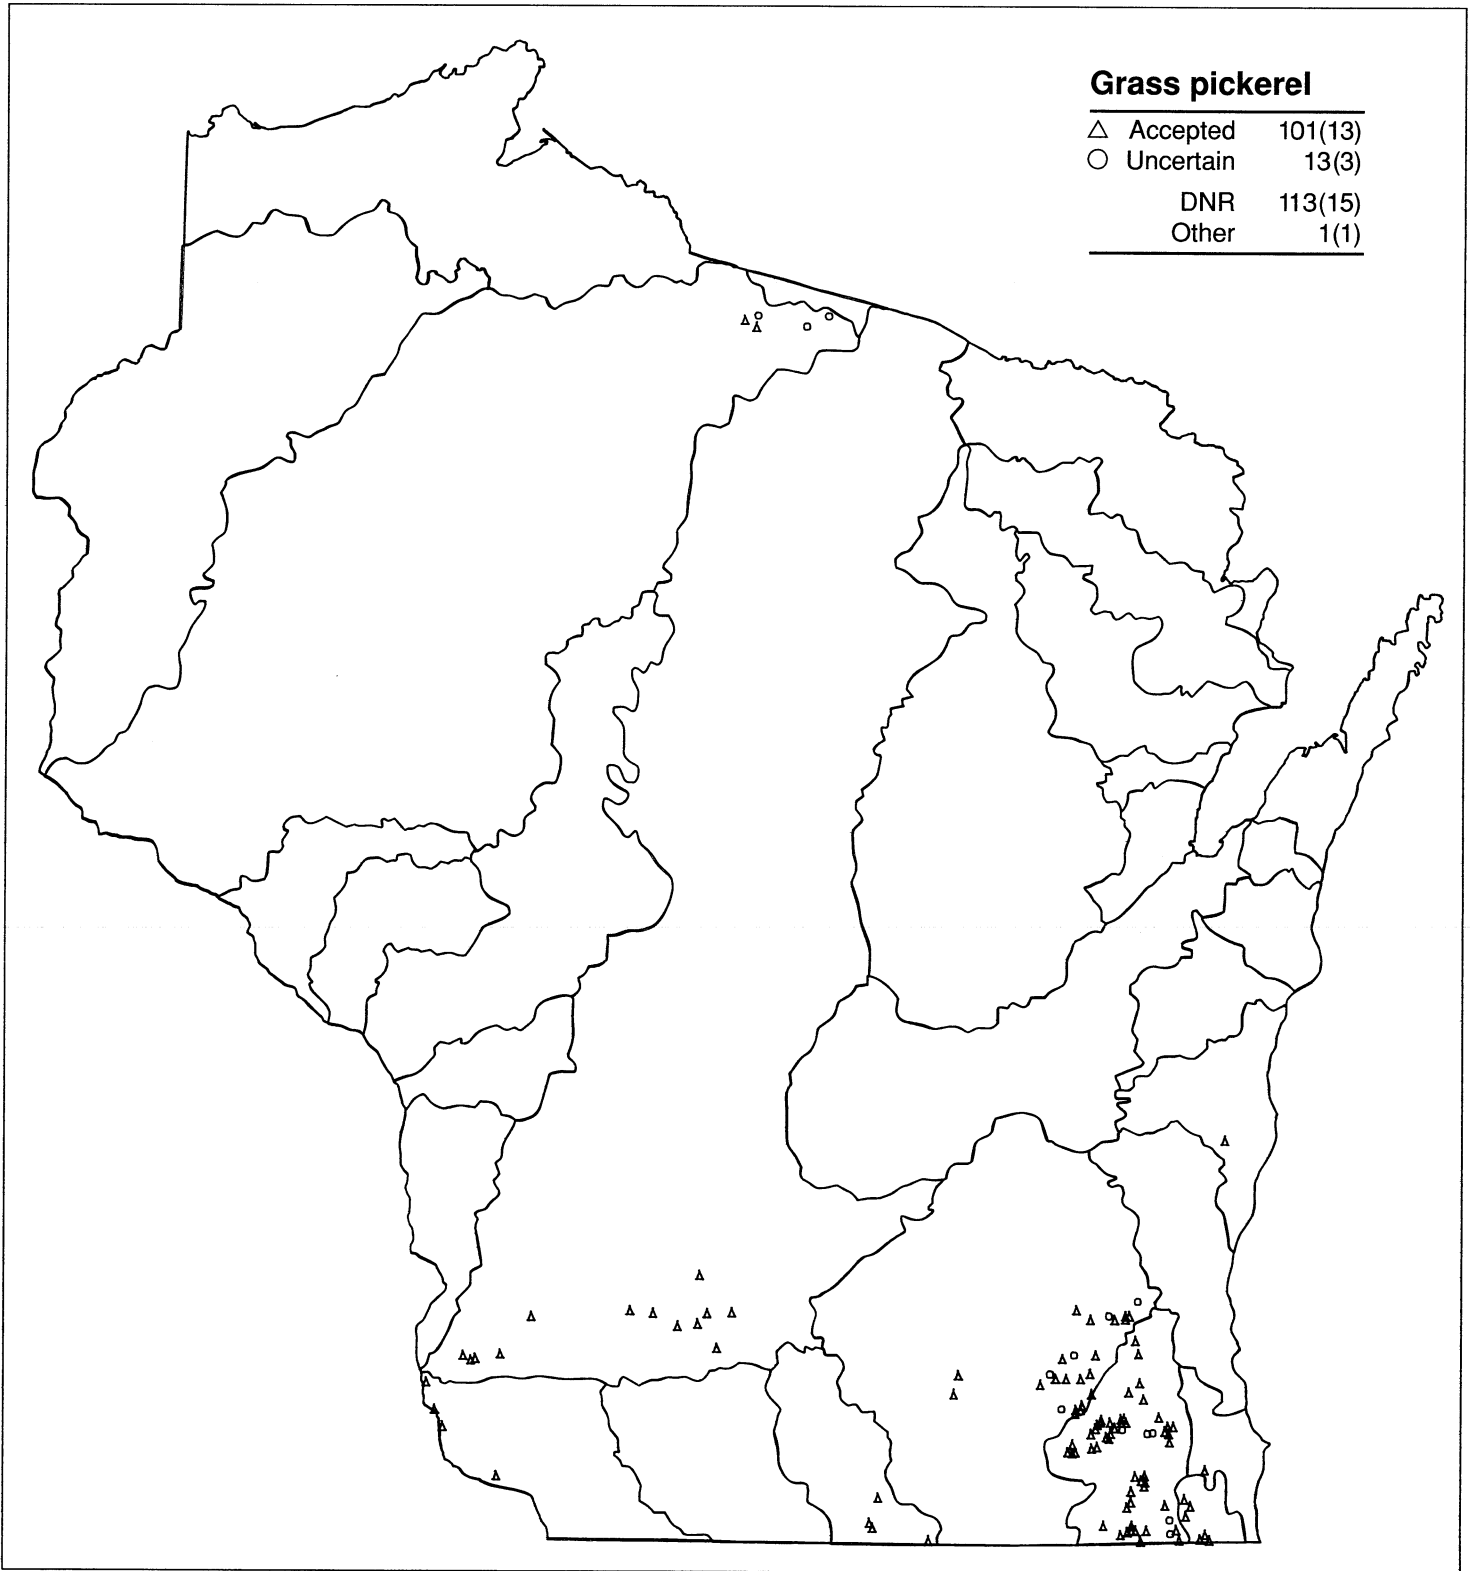 Grass pickerel
△ Accepted 101(13)
○ Uncertain 13(3)
DNR 113(15)
Other 1(1)